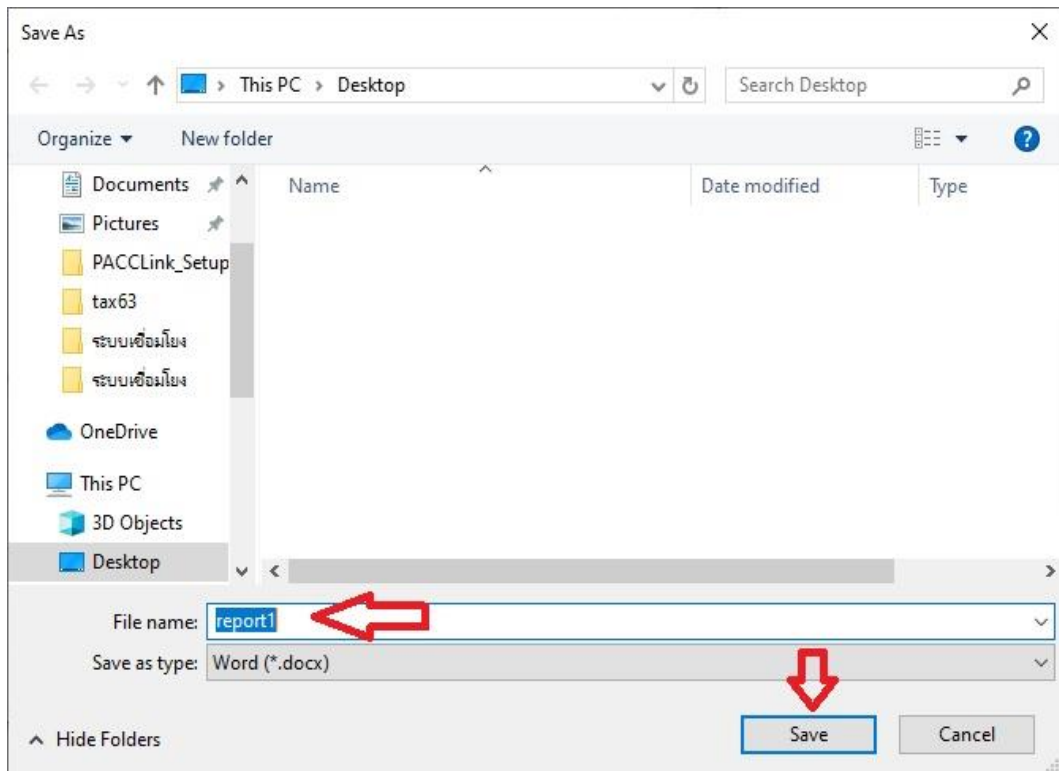 Save As
This PC > Desktop
Search Desktop
Organize
New folder
Documents
Name
Date modified
Type
Pictures
PACCLink_Setup
tax63
ระบบเชื่อมโยง
ระบบเชื่อมโยง
OneDrive
This PC
3D Objects
Desktop
File name: report1
Save as type: Word (*.docx)
Hide Folders
Save
Cancel